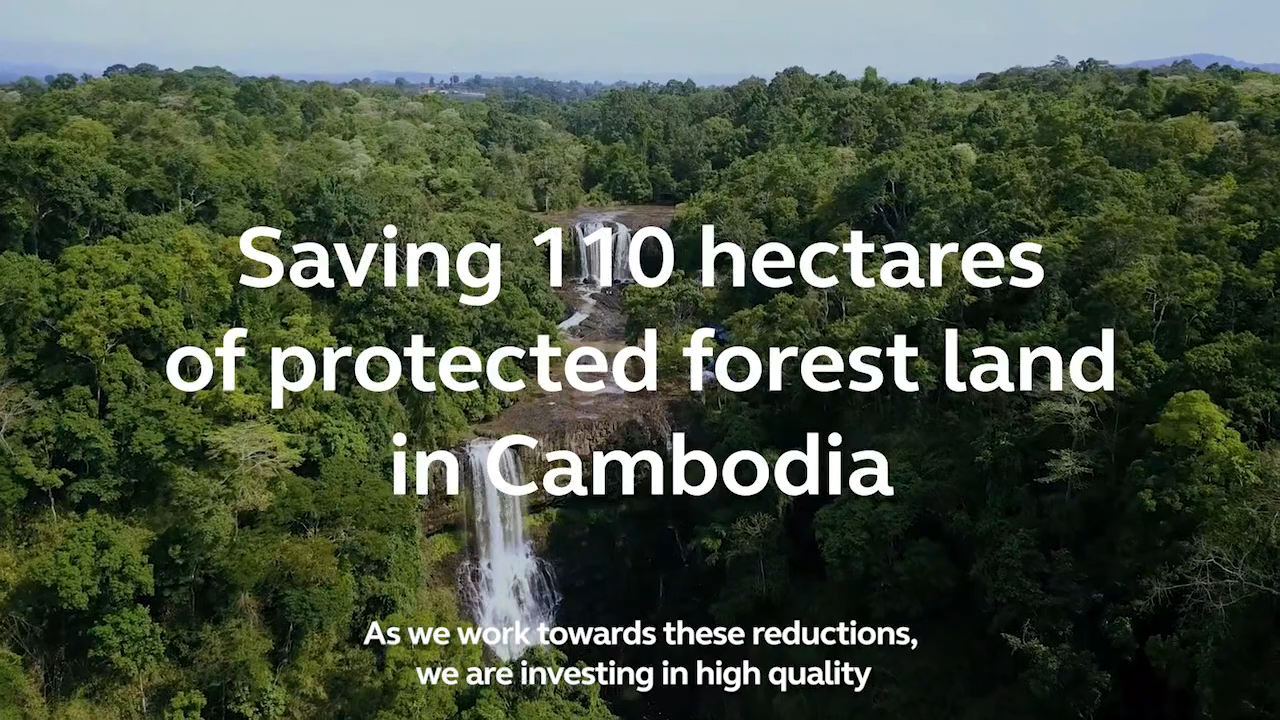 Saving 110 hectares
of protected forest land
in Cambodia
As we work towards these reductions,
we are investing in high quality